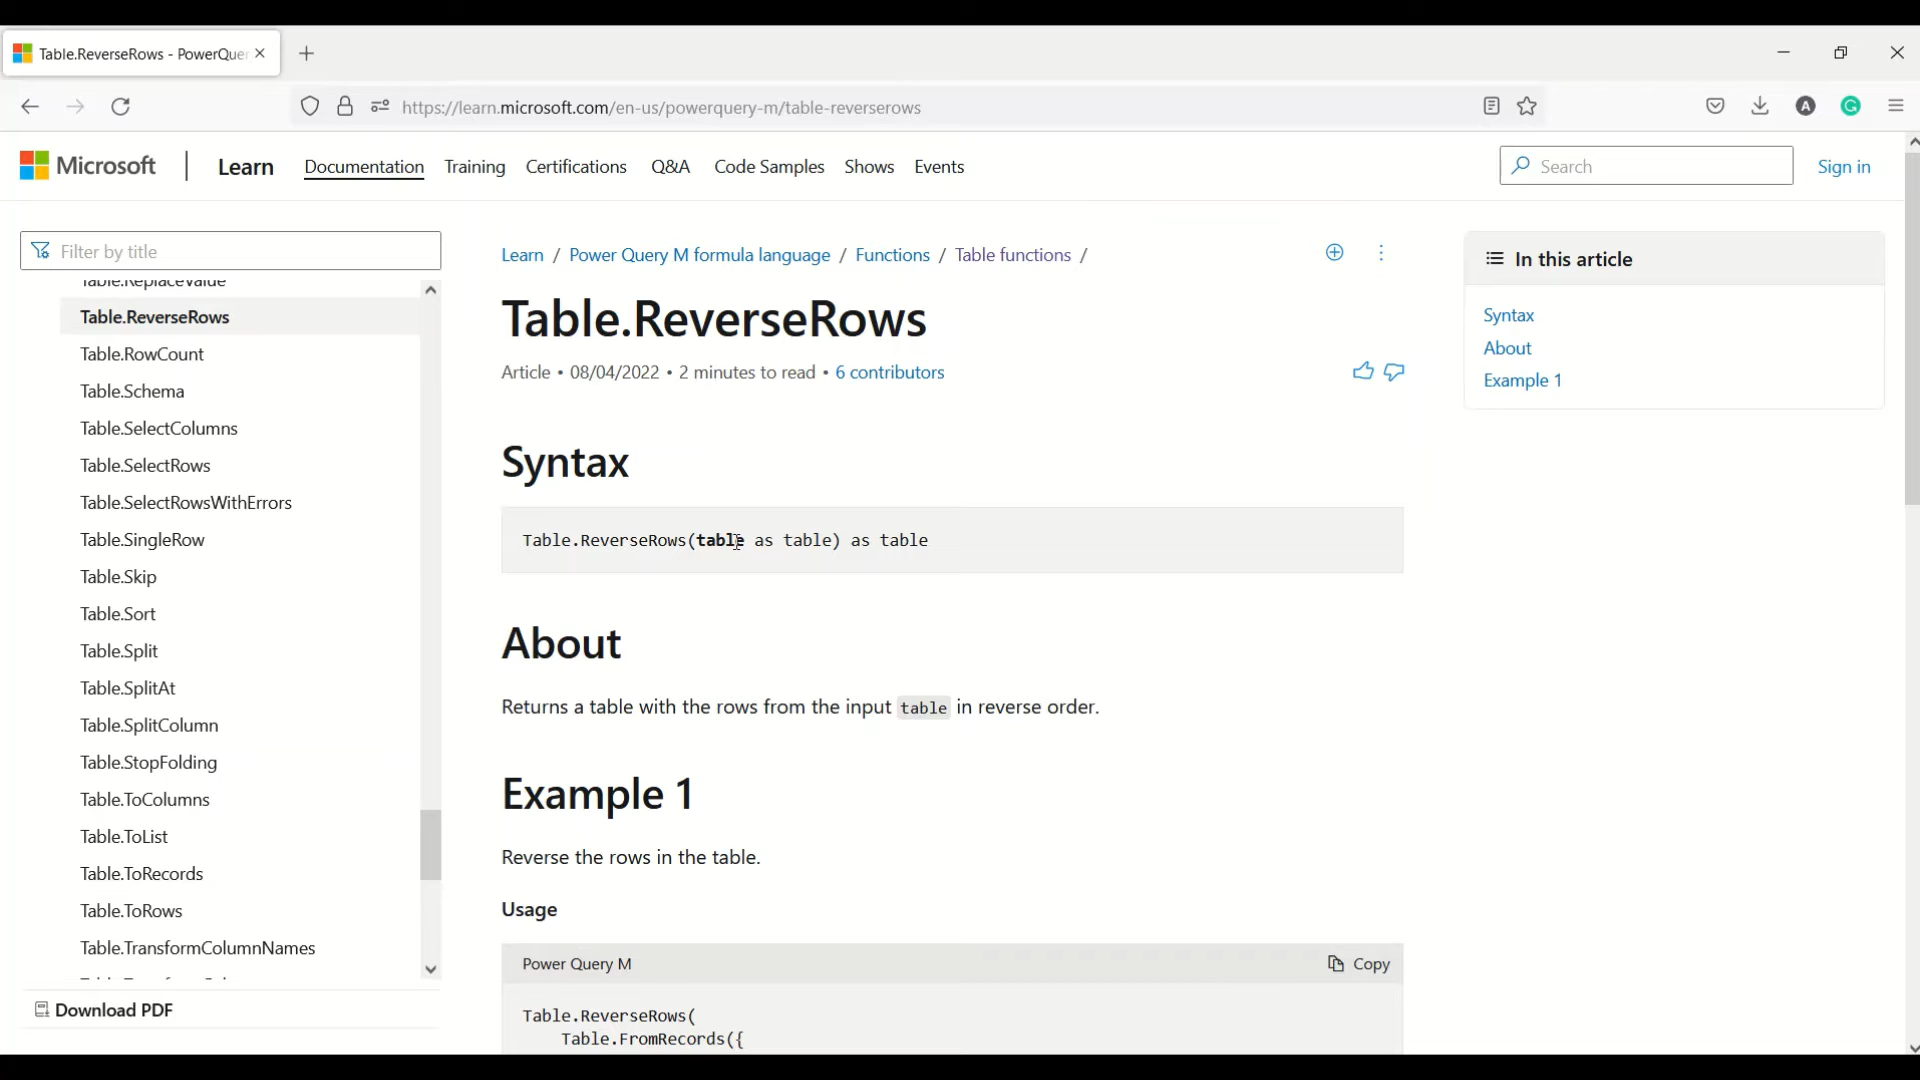 Table.ReverseRows - PowerQuer
https://learn.microsoft.com/en-us/powerquery-m/table-reverserows
A
G
Microsoft
Learn Documentation Training Certifications Q&A Code Samples Shows Events
Search
Sign in
Filter by title
Table.ReplaceValue
Table.ReverseRows
Table.RowCount
Table.Schema
Table.SelectColumns
Table.SelectRows
Table.SelectRowsWithErrors
Table.SingleRow
Table.Skip
Table.Sort
Table.Split
Table.SplitAt
Table.SplitColumn
Table.StopFolding
Table.ToColumns
Table.ToList
Table.ToRecords
Table.ToRows
Table.TransformColumnNames
Download PDF
Learn / Power Query M formula language / Functions / Table functions /
Table.ReverseRows
Article • 08/04/2022 • 2 minutes to read • 6 contributors
Syntax
Table.ReverseRows(table as table) as table
About
Returns a table with the rows from the input table in reverse order.
Example 1
Reverse the rows in the table.
Usage
Power Query M
Copy
Table.ReverseRows(
Table.FromRecords({
In this article
Syntax
About
Example 1